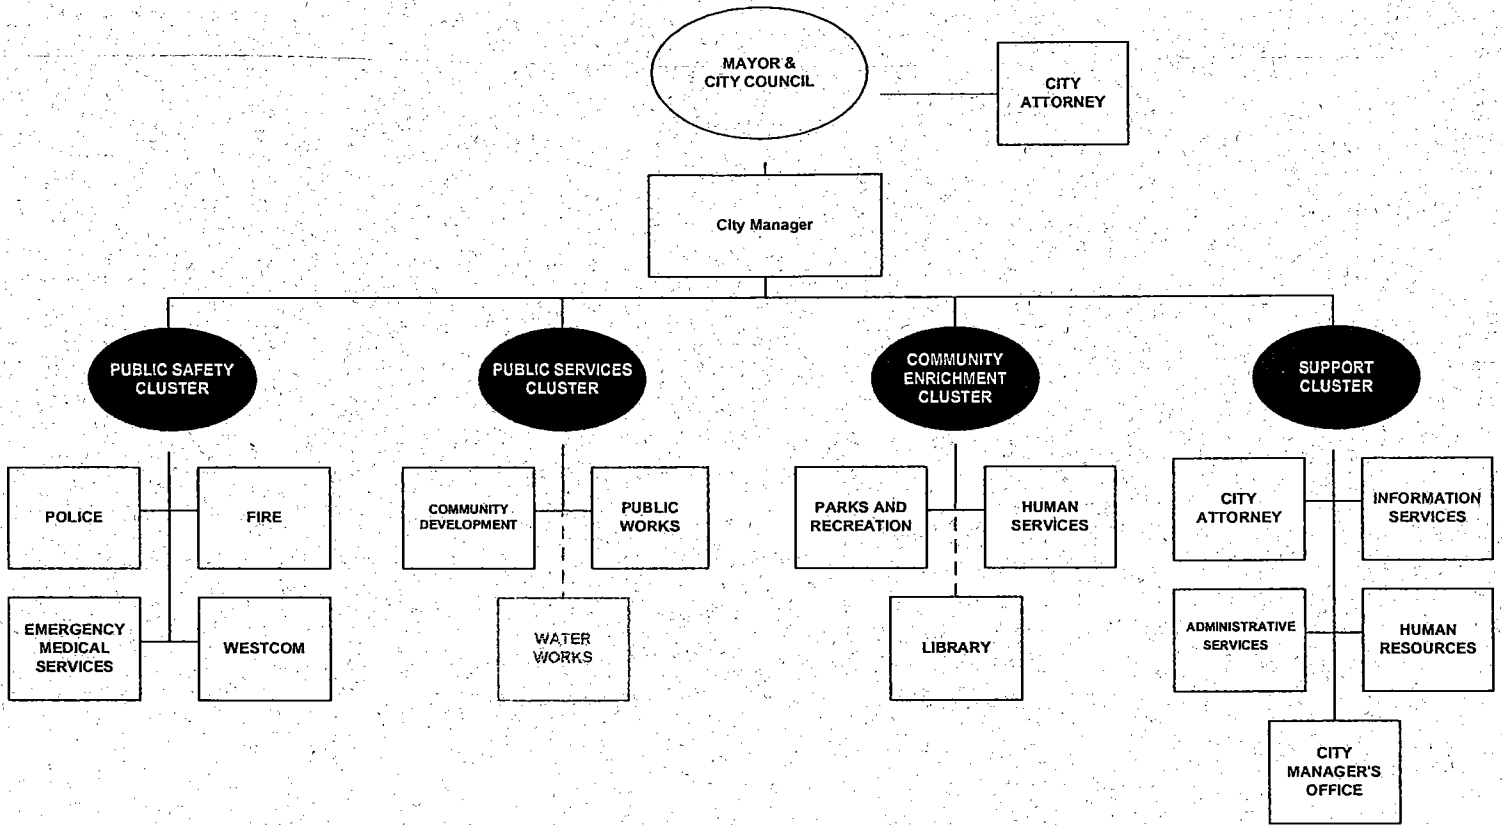 MAYOR &
CITY COUNCIL
CITY
ATTORNEY
City Manager
PUBLIC SAFETY
CLUSTER
PUBLIC SERVICES
CLUSTER
COMMUNITY
ENRICHMENT
CLUSTER
SUPPORT
CLUSTER
POLICE
FIRE
COMMUNITY
DEVELOPMENT
PUBLIC
WORKS
PARKS AND
RECREATION
HUMAN
SERVICES
CITY
ATTORNEY
INFORMATION
SERVICES
EMERGENCY
MEDICAL
SERVICES
WESTCOM
WATER
WORKS
LIBRARY
ADMINISTRATIVE
SERVICES
HUMAN
RESOURCES
CITY
MANAGER'S
OFFICE